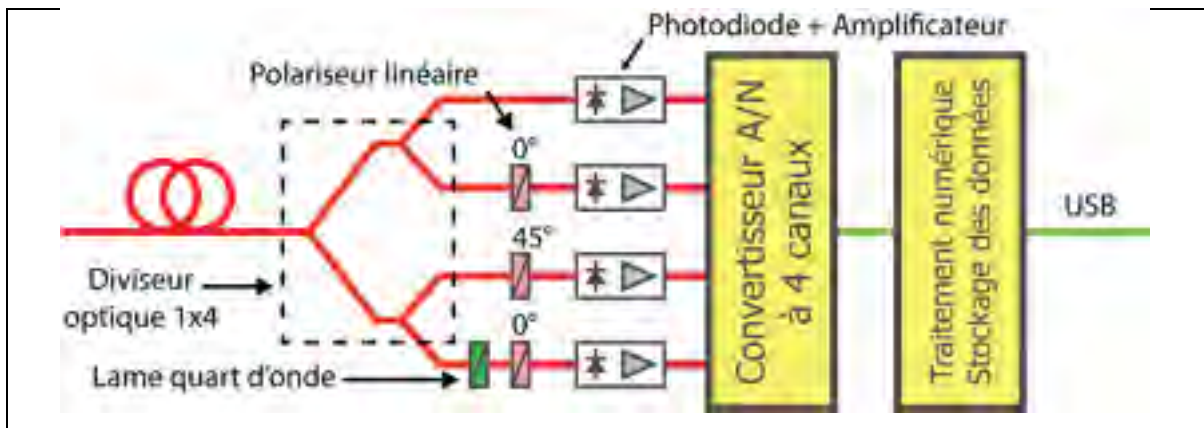 Photodiode + Amplificateur
Polariseur linéaire
0°
45°
0°
Diviseur
optique 1x4
Lame quart d'onde
Convertisseur A/N
à 4 canaux
Traitement numérique
Stockage des données
USB